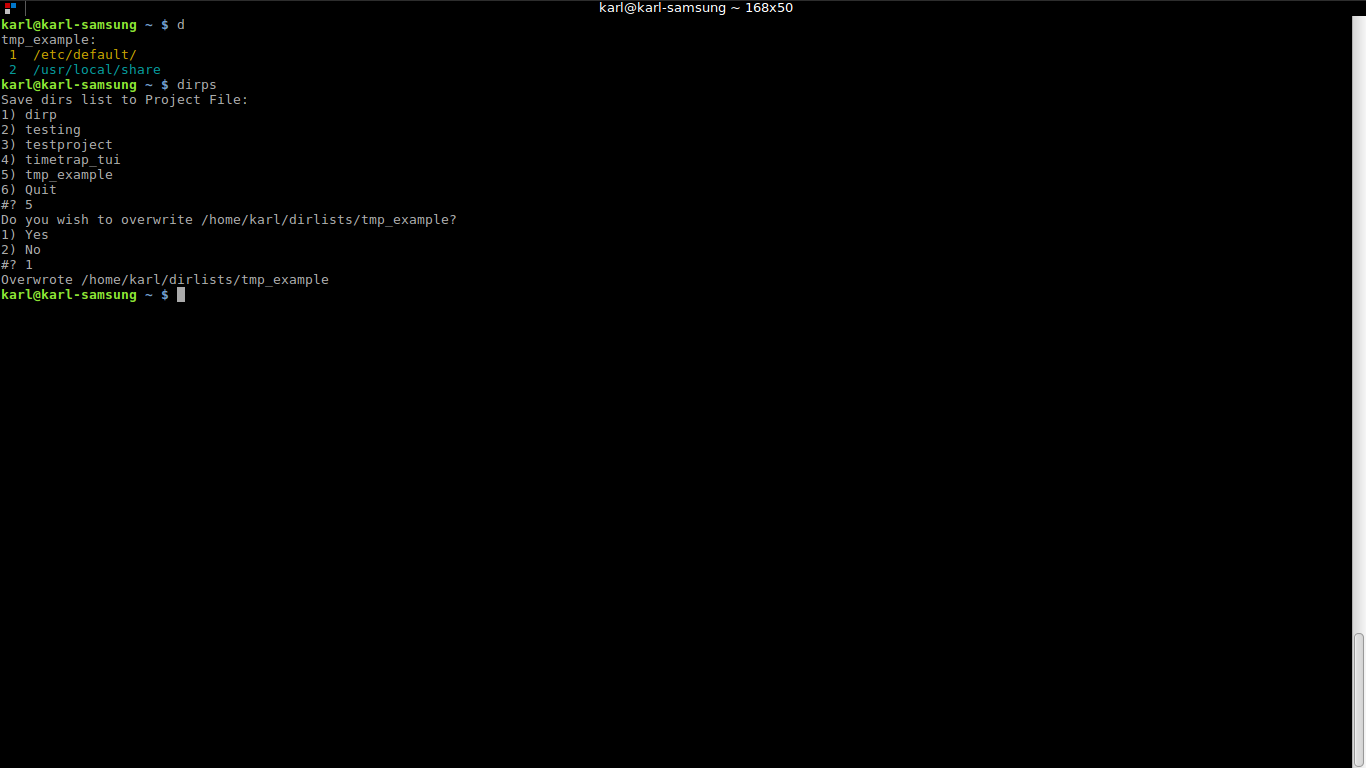 karl@karl-samsung ~ 168x50
karl@karl-samsung ~ $ d
tmp_example:
 1  /etc/default/
 2  /usr/local/share
karl@karl-samsung ~ $ dirps
Save dirs list to Project File:
1) dirp
2) testing
3) testproject
4) timetrap_tui
5) tmp_example
6) Quit
#? 5
Do you wish to overwrite /home/karl/dirlists/tmp_example?
1) Yes
2) No
#? 1
Overwrote /home/karl/dirlists/tmp_example
karl@karl-samsung ~ $